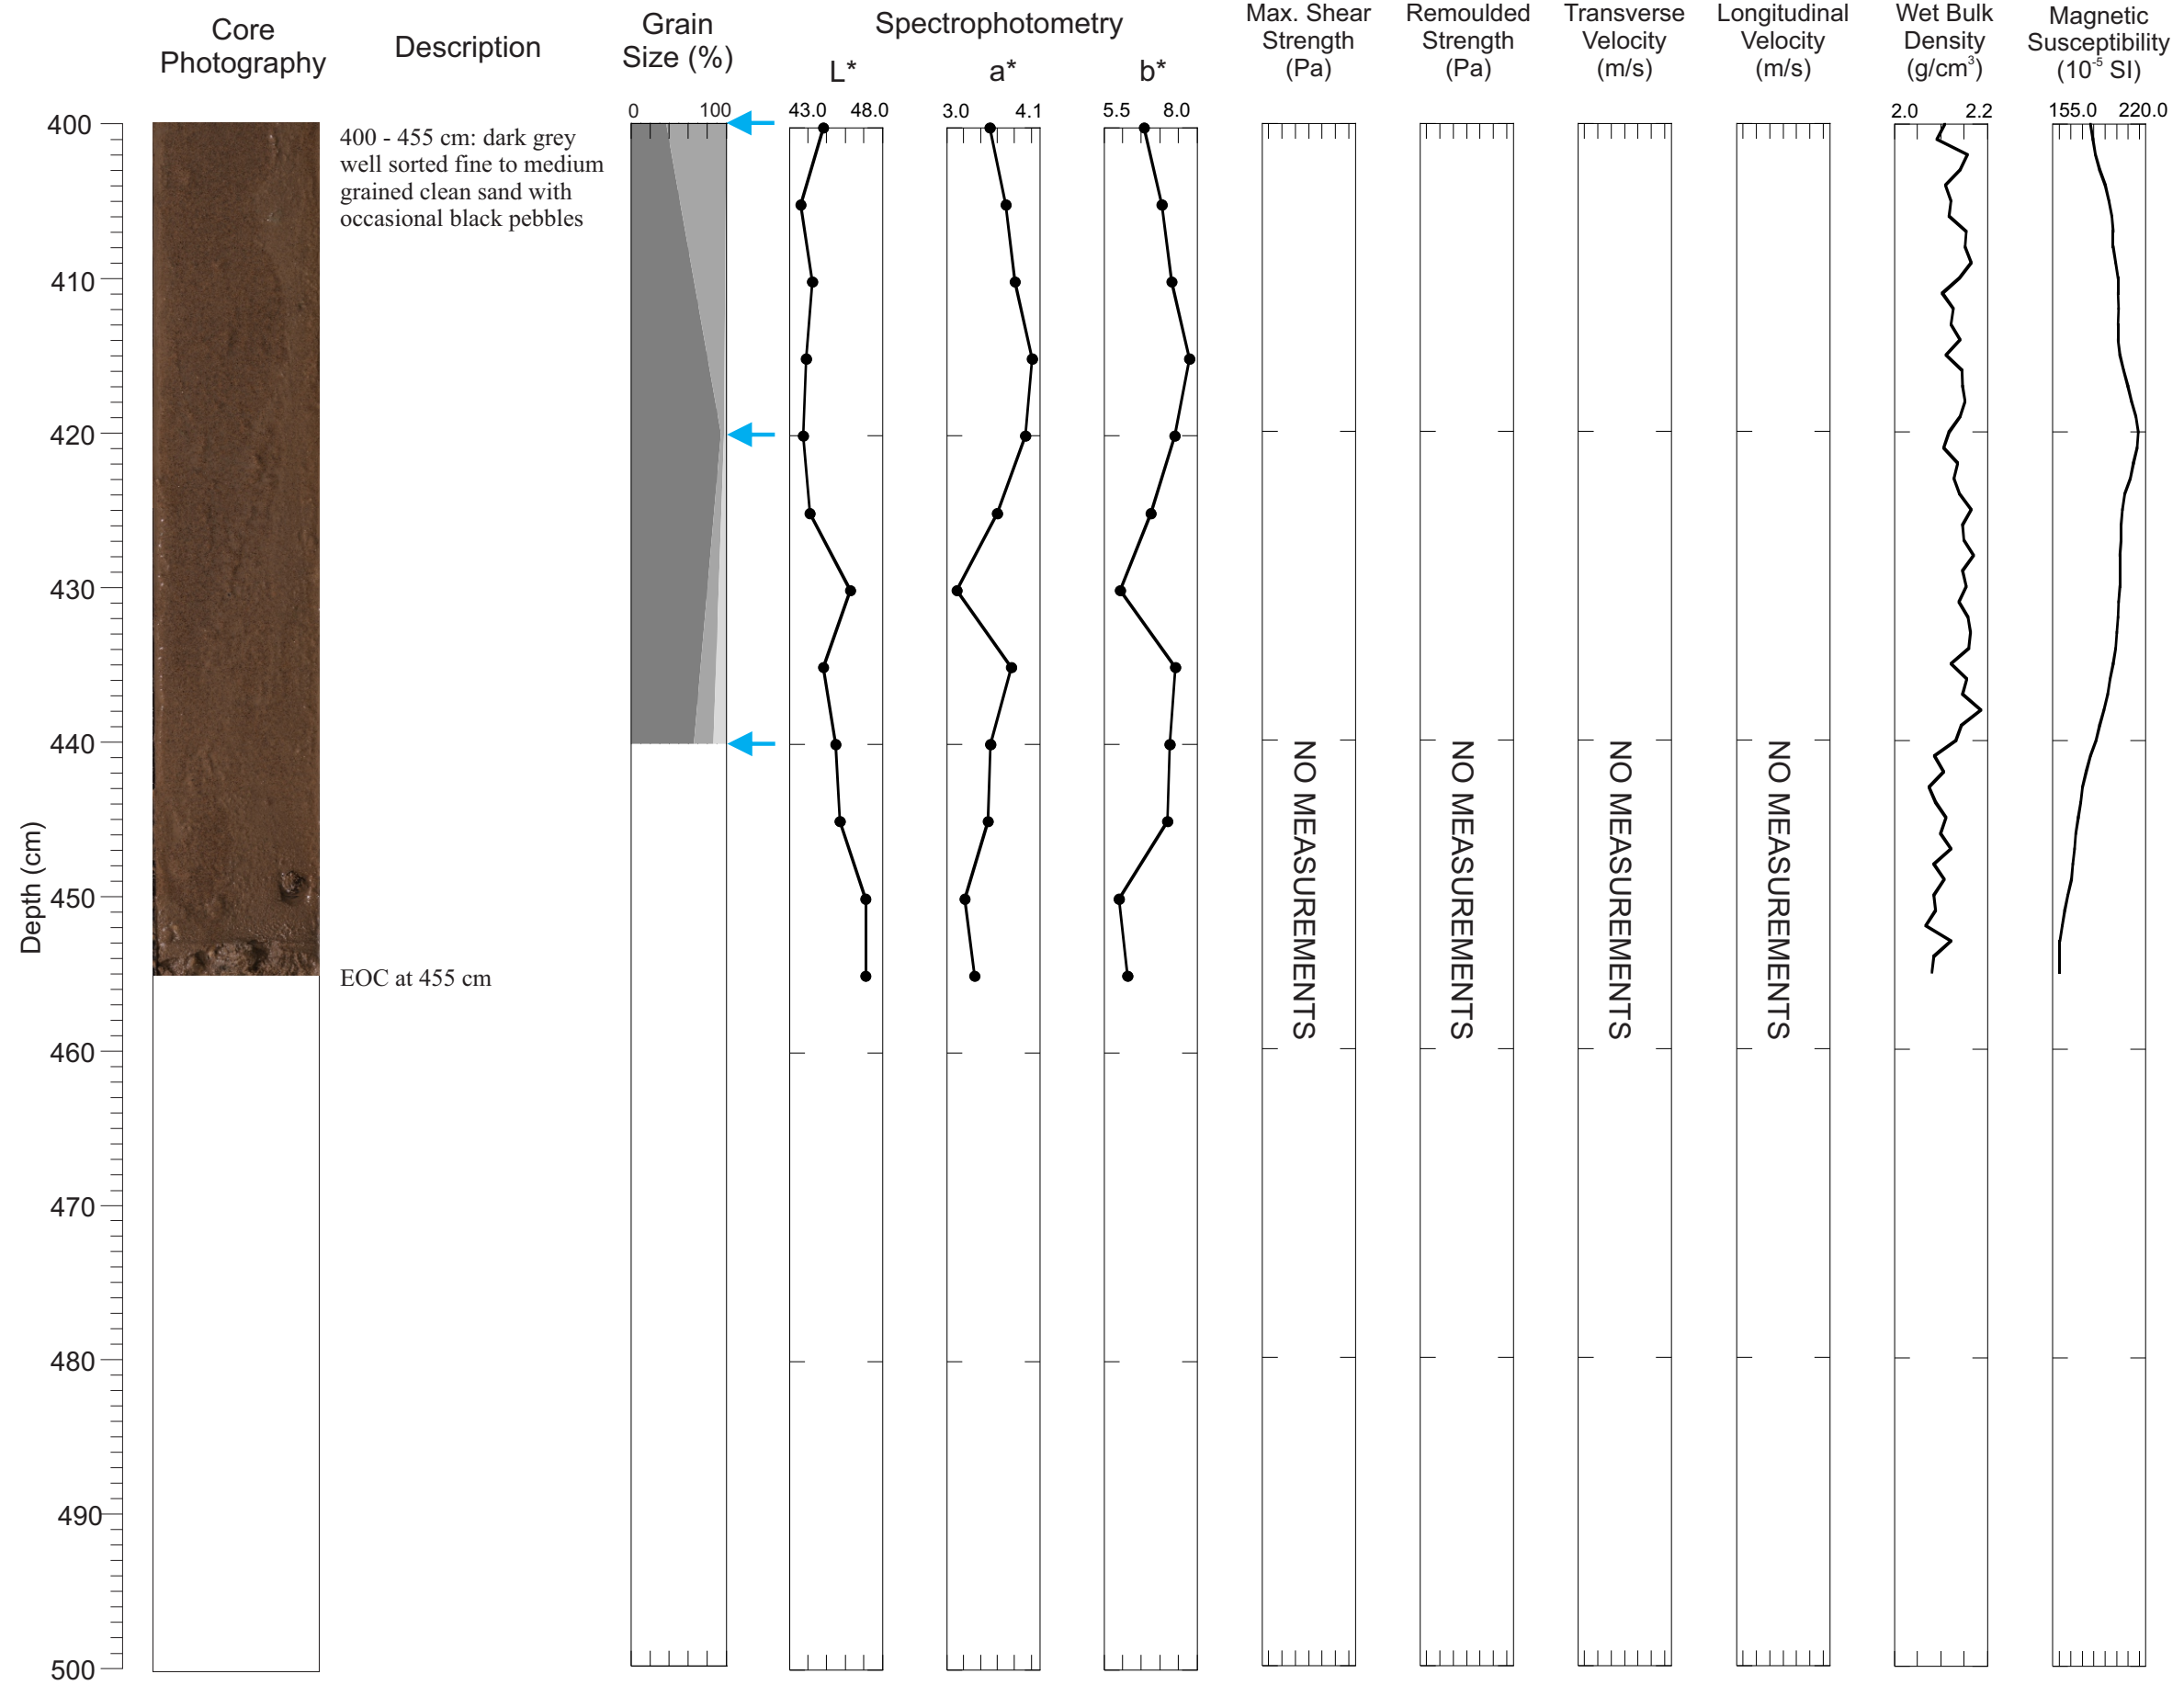 Core
Photography
Description
Grain
Size (%)
Spectrophotometry
L*
a*
b*
Max. Shear
Strength
(Pa)
Remoulded
Strength
(Pa)
Transverse
Velocity
(m/s)
Longitudinal
Velocity
(m/s)
Wet Bulk
Density
(g/cm³)
Magnetic
Susceptibility
(10⁻⁵ SI)
0 100
43.0 48.0
3.0 4.1
5.5 8.0
2.0 2.2
155.0 220.0
400
410
420
430
440
450
460
470
480
490
500
Depth (cm)
400 - 455 cm: dark grey
well sorted fine to medium
grained clean sand with
occasional black pebbles
EOC at 455 cm
NO MEASUREMENTS
NO MEASUREMENTS
NO MEASUREMENTS
NO MEASUREMENTS